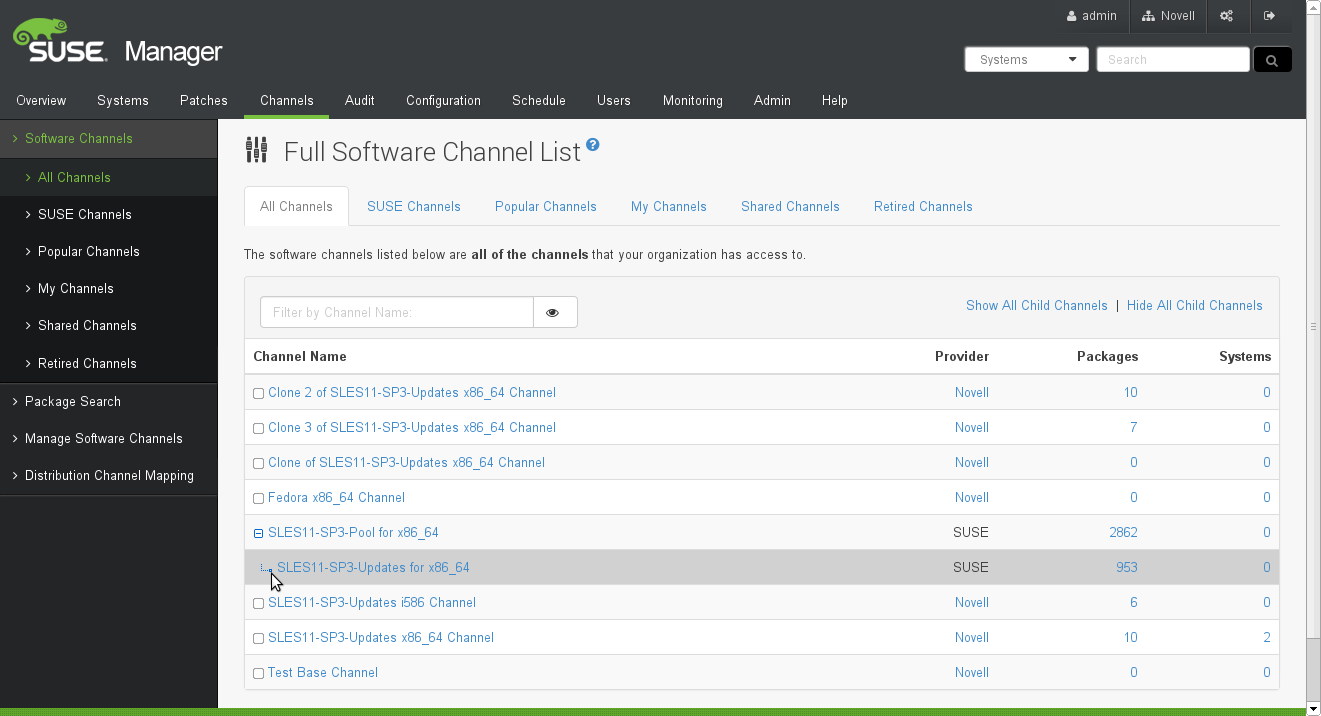 admin Novell
SUSE Manager
Systems Search
Overview Systems Patches Channels Audit Configuration Schedule Users Monitoring Admin Help
Software Channels
All Channels
SUSE Channels
Popular Channels
My Channels
Shared Channels
Retired Channels
Package Search
Manage Software Channels
Distribution Channel Mapping
Full Software Channel List ?
All Channels SUSE Channels Popular Channels My Channels Shared Channels Retired Channels
The software channels listed below are all of the channels that your organization has access to.
Filter by Channel Name: Show All Child Channels | Hide All Child Channels
Channel Name Provider Packages Systems
Clone 2 of SLES11-SP3-Updates x86_64 Channel Novell 10 0
Clone 3 of SLES11-SP3-Updates x86_64 Channel Novell 7 0
Clone of SLES11-SP3-Updates x86_64 Channel Novell 0 0
Fedora x86_64 Channel Novell 0 0
SLES11-SP3-Pool for x86_64 SUSE 2862 0
SLES11-SP3-Updates for x86_64 SUSE 953 0
SLES11-SP3-Updates i586 Channel Novell 6 0
SLES11-SP3-Updates x86_64 Channel Novell 10 2
Test Base Channel Novell 0 0